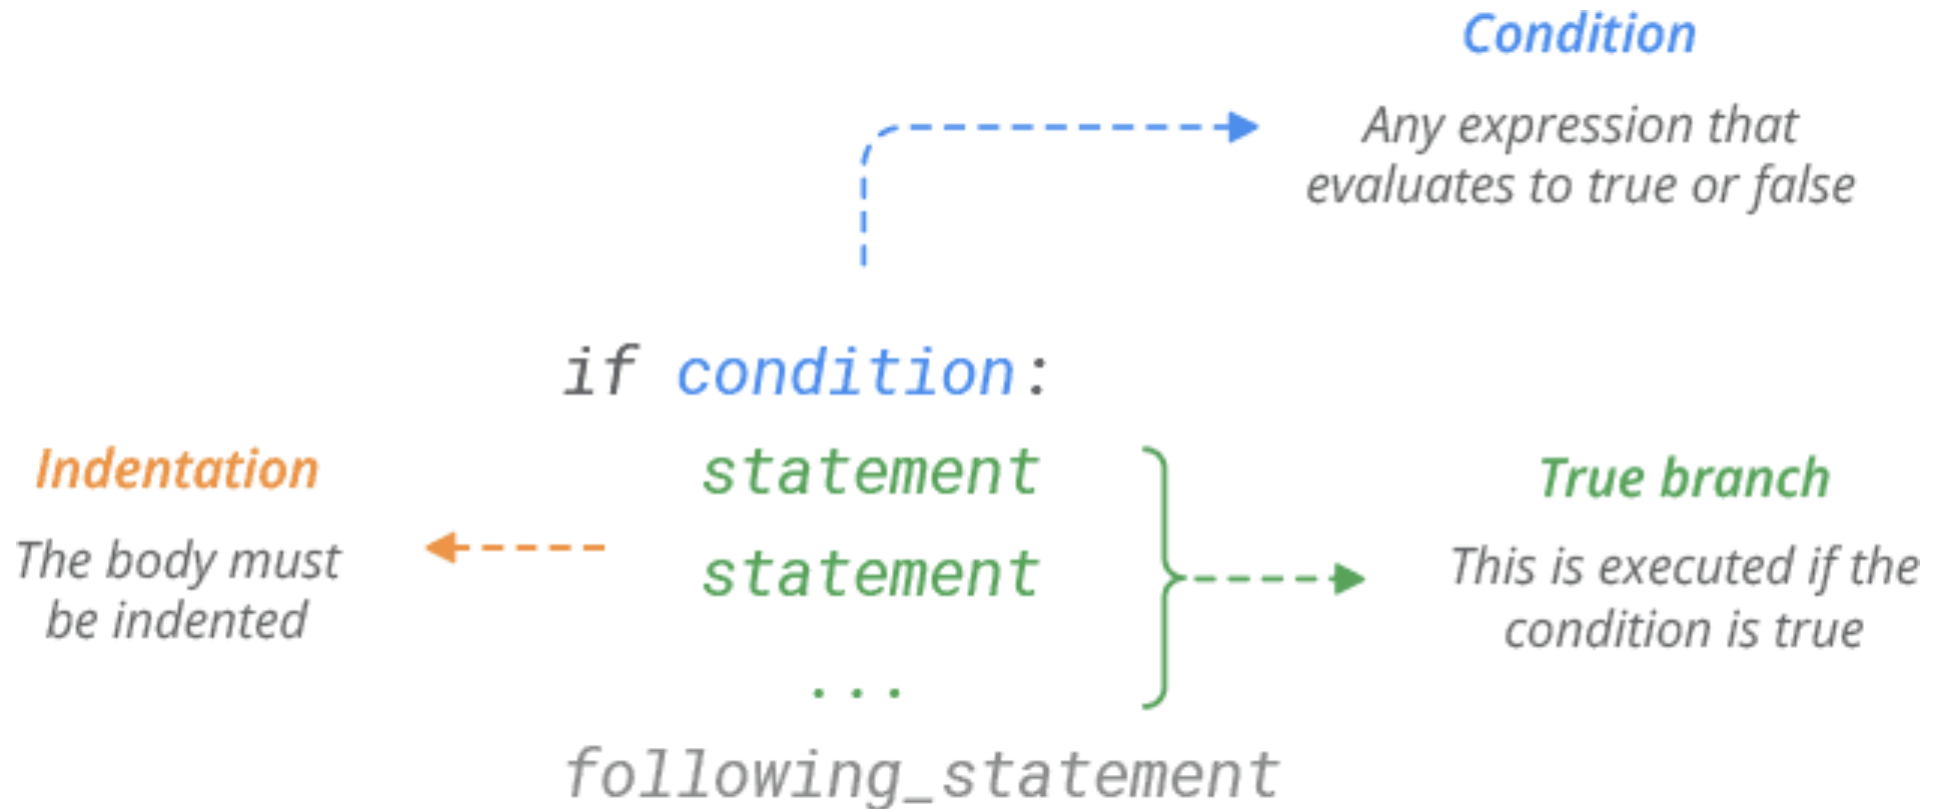 Condition
Any expression that
evaluates to true or false
if condition:
Indentation
The body must
be indented
statement
statement
...
True branch
This is executed if the
condition is true
following_statement